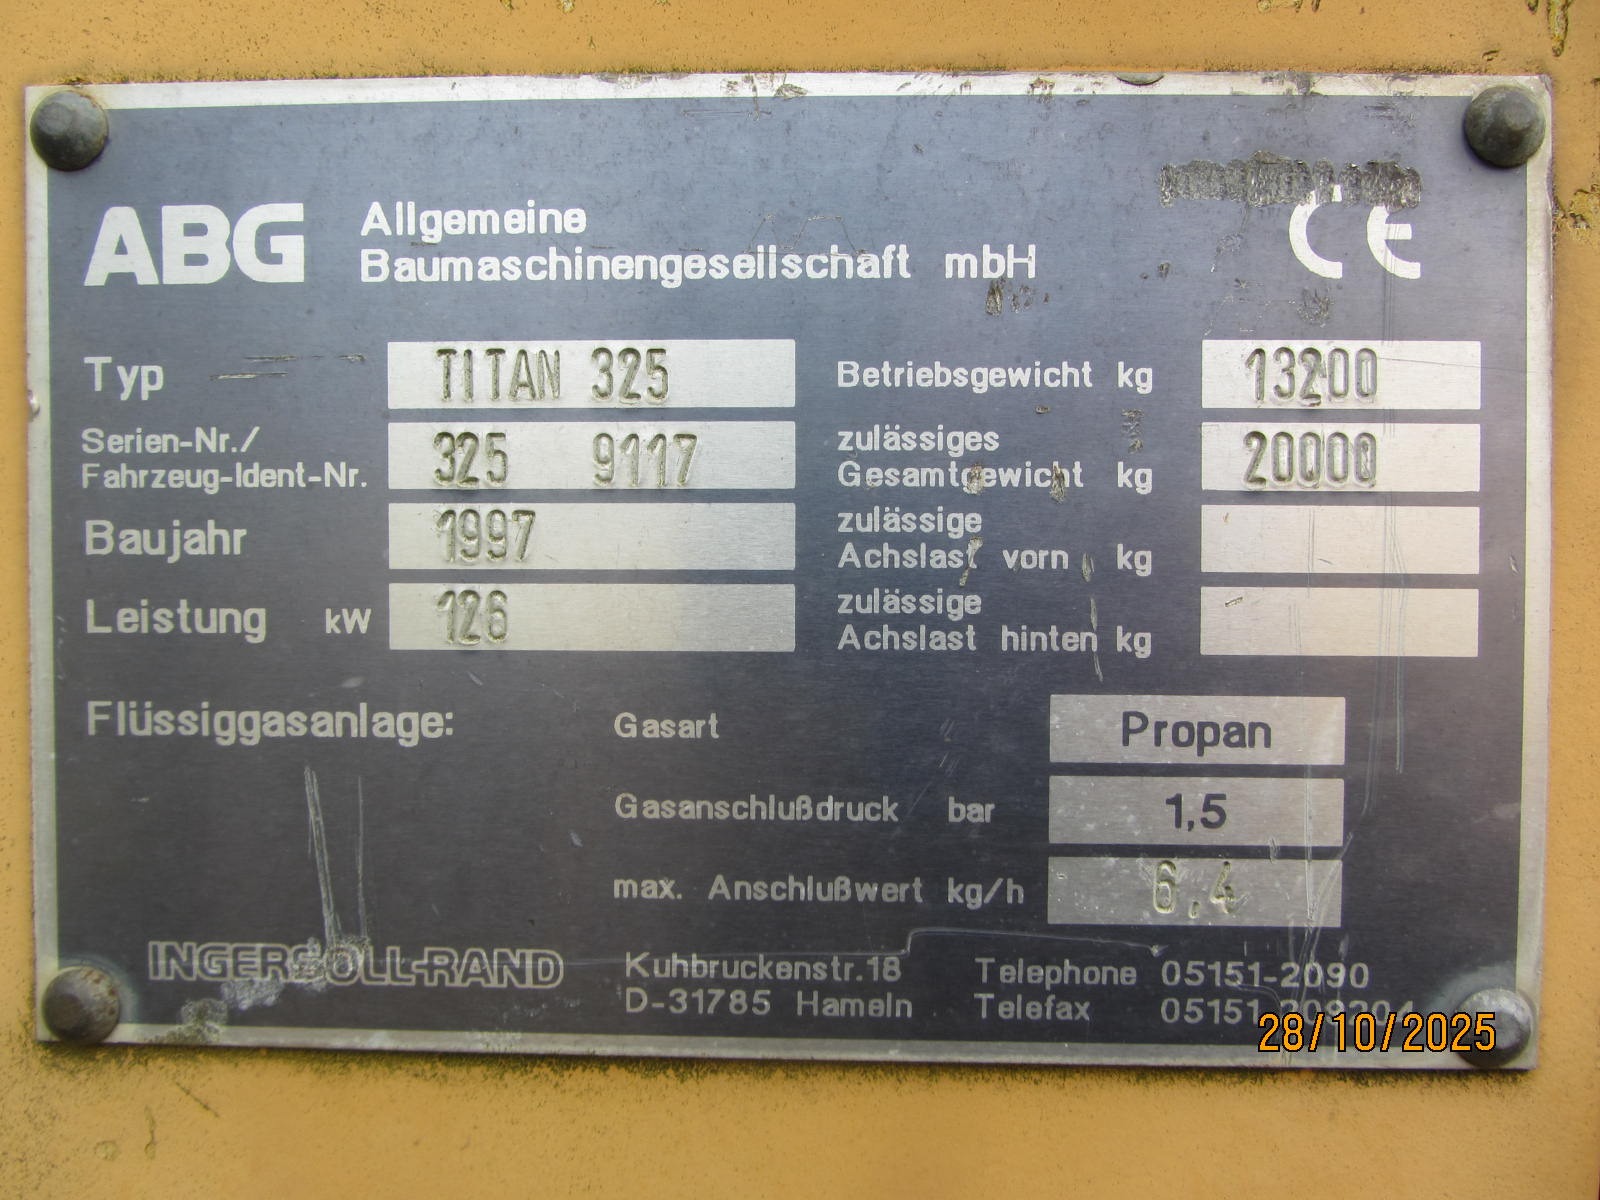 ABG Allgemeine
Baumaschinengesellschaft mbH
CE
Typ TITAN 325
Serien-Nr./
Fahrzeug-Ident-Nr. 325 9117
Baujahr 1997
Leistung kW 126
Betriebsgewicht kg 13200
zulässiges
Gesamtgewicht kg 20000
zulässige
Achslast vorn kg
zulässige
Achslast hinten kg
Flüssiggasanlage: Gasart Propan
Gasanschlußdruck bar 1,5
max. Anschlußwert kg/h 6,4
INGERSOLL-RAND
Kuhbruckenstr.18 Telephone 05151-2090
D-31785 Hameln Telefax 05151-209204
28/10/2025